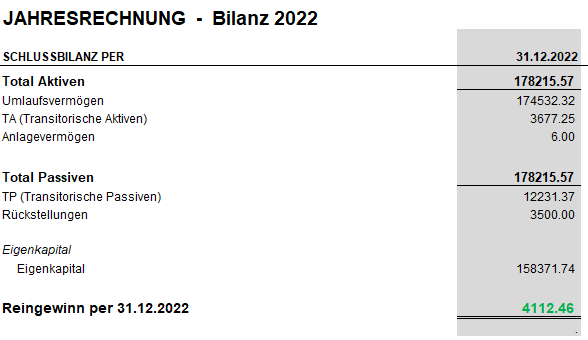 JAHRESRECHNUNG - Bilanz 2022
SCHLUSSBILANZ PER 31.12.2022
Total Aktiven 178215.57
Umlaufsvermögen 174532.32
TA (Transitorische Aktiven) 3677.25
Anlagevermögen 6.00
Total Passiven 178215.57
TP (Transitorische Passiven) 12231.37
Rückstellungen 3500.00
Eigenkapital
Eigenkapital 158371.74
Reingewinn per 31.12.2022 4112.46
.